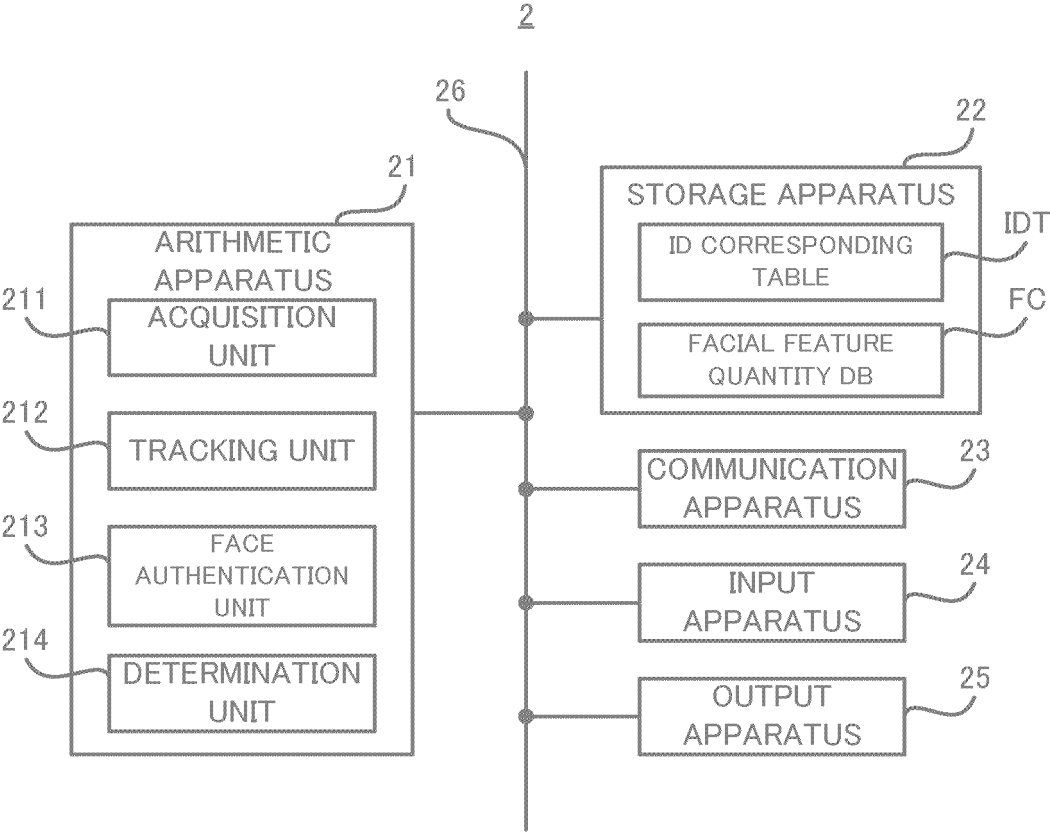 2
26
21
ARITHMETIC
APPARATUS
211
ACQUISITION
UNIT
212
TRACKING UNIT
213
FACE
AUTHENTICATION
UNIT
214
DETERMINATION
UNIT
22
STORAGE APPARATUS
IDT
ID CORRESPONDING
TABLE
FC
FACIAL FEATURE
QUANTITY DB
23
COMMUNICATION
APPARATUS
24
INPUT
APPARATUS
25
OUTPUT
APPARATUS